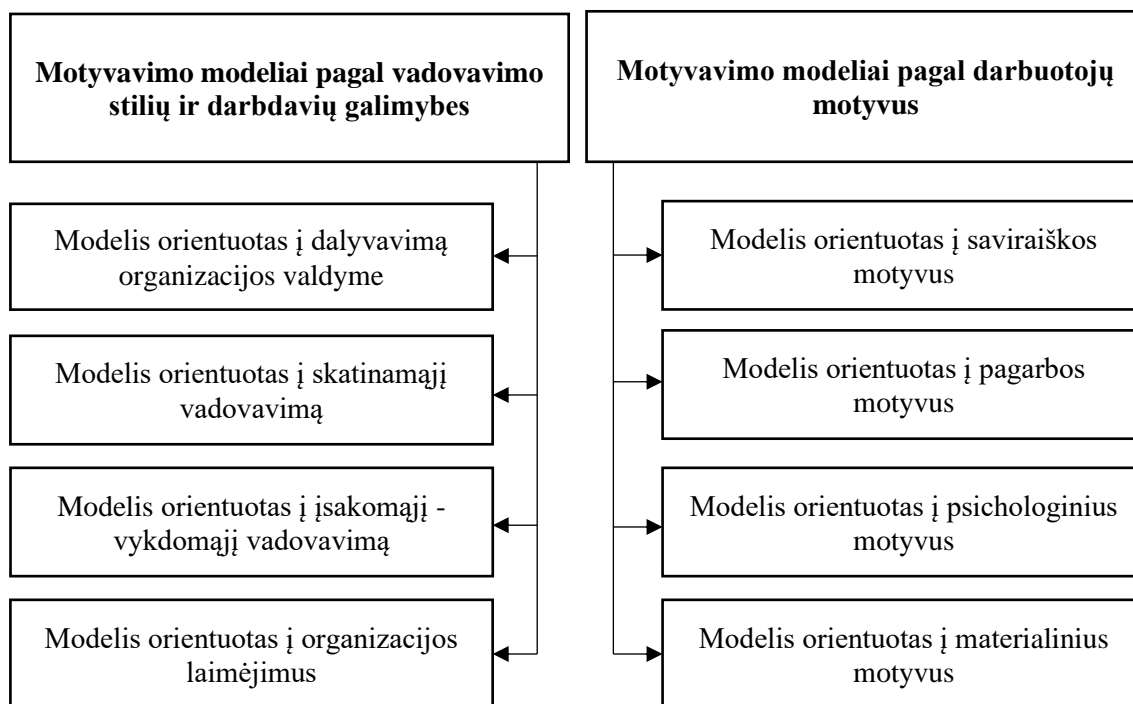 Motyvavimo modeliai pagal vadovavimo
stilių ir darbdavių galimybes
Modelis orientuotas į dalyvavimą
organizacijos valdyme
Modelis orientuotas į skatinamąjį
vadovavimą
Modelis orientuotas į įsakomąjį -
vykdomąjį vadovavimą
Modelis orientuotas į organizacijos
laimėjimus
Motyvavimo modeliai pagal darbuotojų
motyvus
Modelis orientuotas į saviraiškos
motyvus
Modelis orientuotas į pagarbos
motyvus
Modelis orientuotas į psichologinius
motyvus
Modelis orientuotas į materialinius
motyvus